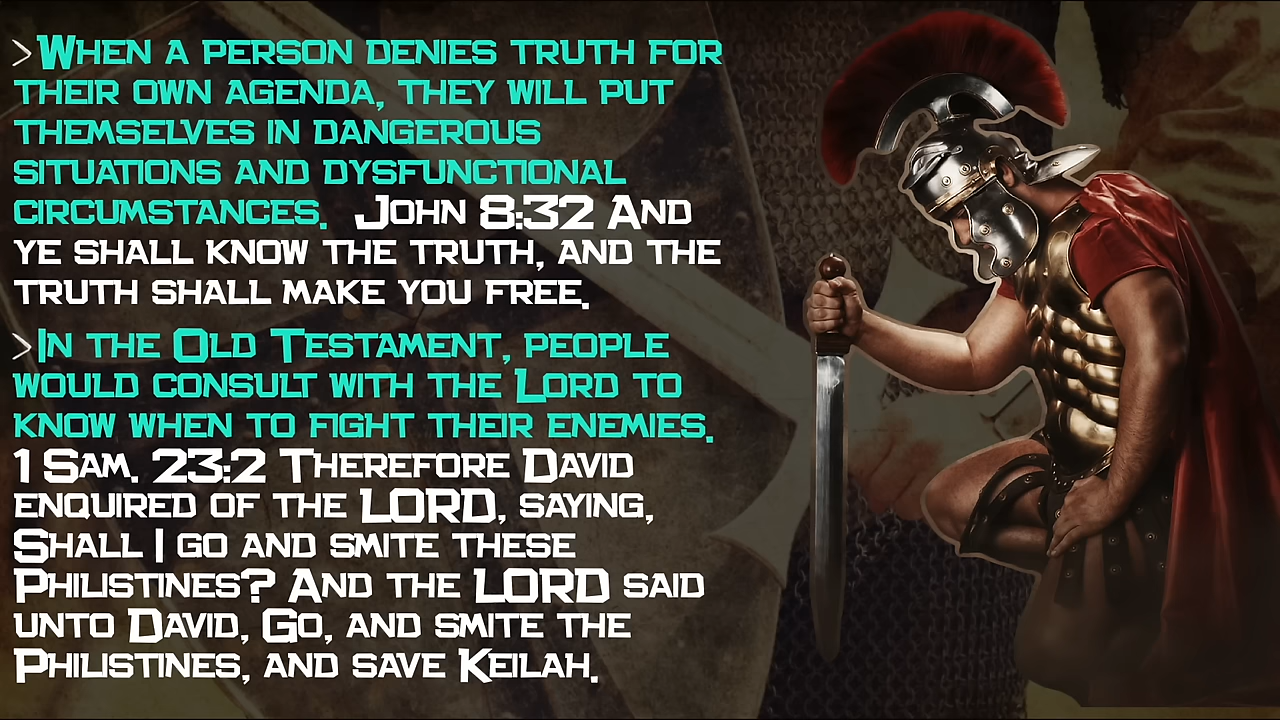 >When a person denies truth for
their own agenda, they will put
themselves in dangerous
situations and dysfunctional
circumstances. John 8:32 And
ye shall know the truth, and the
truth shall make you free.
>In the Old Testament, people
would consult with the Lord to
know when to fight their enemies.
1 Sam. 23:2 Therefore David
enquired of the LORD, saying,
Shall I go and smite these
Philistines? And the LORD said
unto David, Go, and smite the
Philistines, and save Keilah.